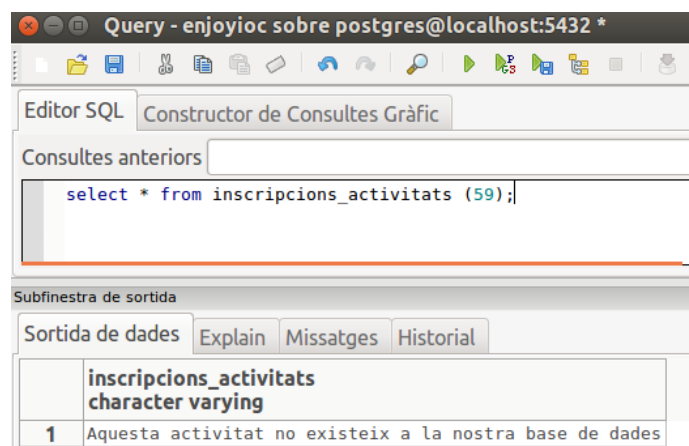 Query - enjoyioc sobre postgres@localhost:5432 *
Editor SQL Constructor de Consultes Gràfic
Consultes anteriors
select * from inscripcions_activitats (59);
Subfinestra de sortida
Sortida de dades Explain Missatges Historial
inscripcions_activitats
character varying
1 Aquesta activitat no existeix a la nostra base de dades